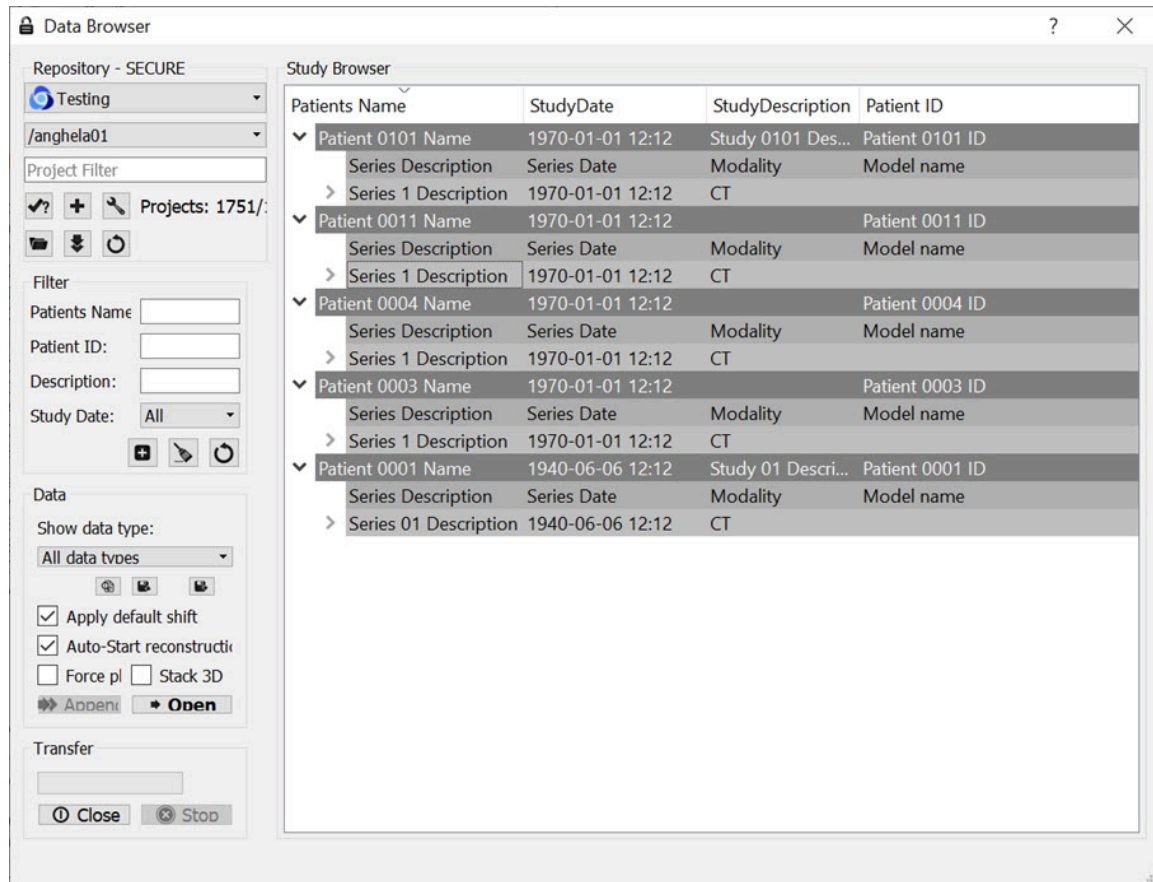 Data Browser
?
Repository - SECURE
Testing
/anghela01
Project Filter
Projects: 1751/
Filter
Patients Name
Patient ID:
Description:
Study Date: All
Data
Show data type:
All data types
Apply default shift
Auto-Start reconstructi
Force pl Stack 3D
Append Open
Transfer
Close Stop
Study Browser
Patients Name StudyDate StudyDescription Patient ID
Patient 0101 Name 1970-01-01 12:12 Study 0101 Des... Patient 0101 ID
Series Description Series Date Modality Model name
Series 1 Description 1970-01-01 12:12 CT
Patient 0011 Name 1970-01-01 12:12 Patient 0011 ID
Series Description Series Date Modality Model name
Series 1 Description 1970-01-01 12:12 CT
Patient 0004 Name 1970-01-01 12:12 Patient 0004 ID
Series Description Series Date Modality Model name
Series 1 Description 1970-01-01 12:12 CT
Patient 0003 Name 1970-01-01 12:12 Patient 0003 ID
Series Description Series Date Modality Model name
Series 1 Description 1970-01-01 12:12 CT
Patient 0001 Name 1940-06-06 12:12 Study 01 Descri... Patient 0001 ID
Series Description Series Date Modality Model name
Series 01 Description 1940-06-06 12:12 CT